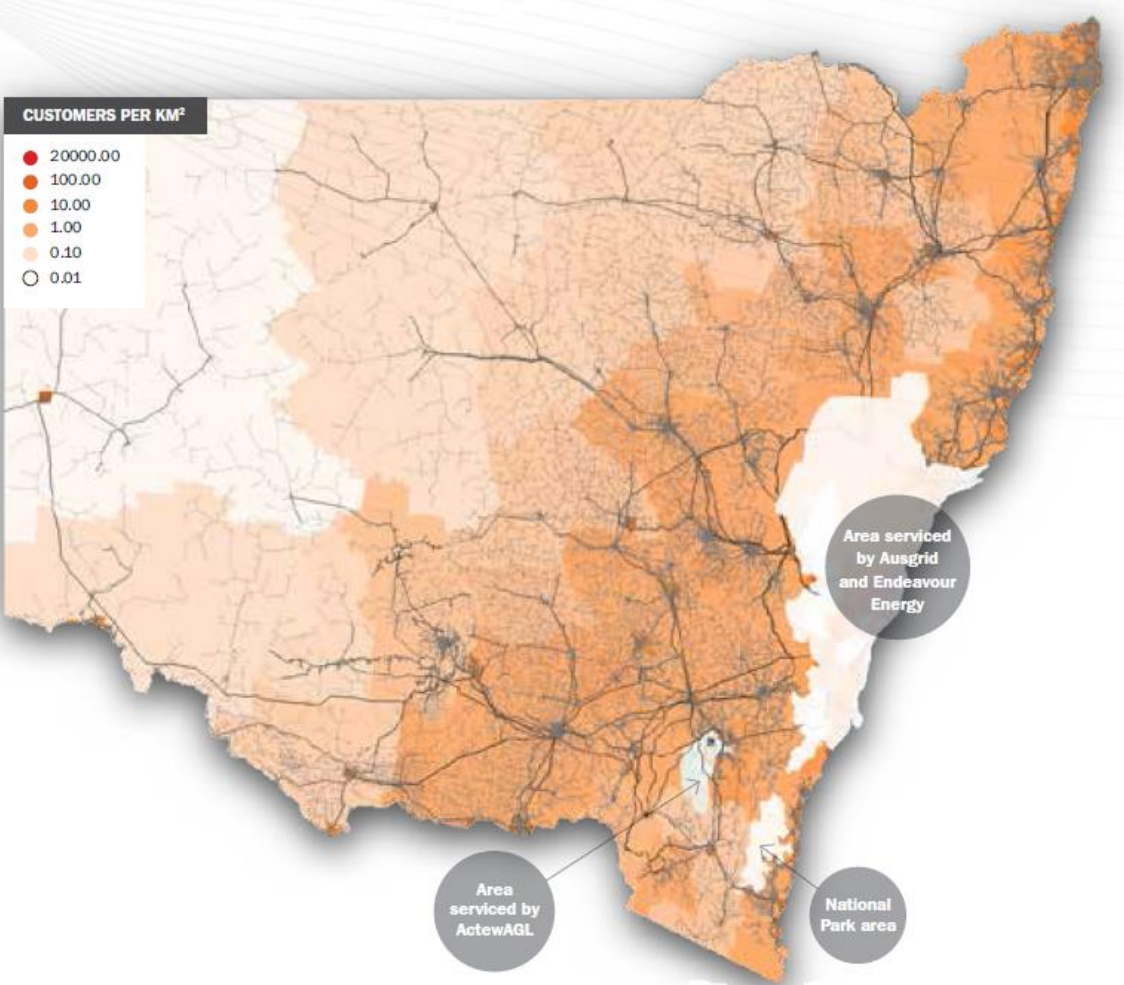 CUSTOMERS PER KM²
20000.00
100.00
10.00
1.00
0.10
0.01
Area serviced
by Ausgrid
and Endeavour
Energy
Area
serviced by
ActewAGL
National
Park area